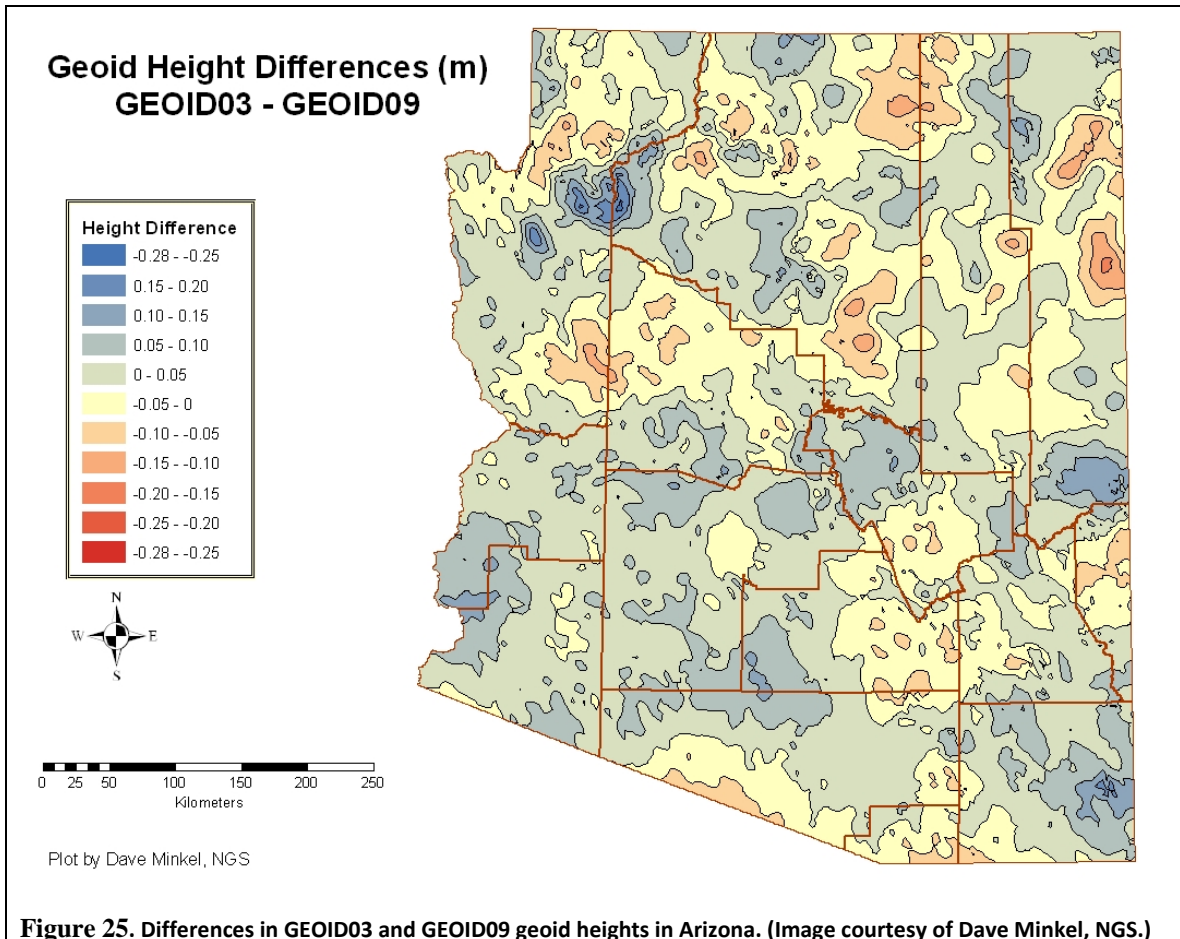 Geoid Height Differences (m)
GEOID03 - GEOID09
Height Difference
-0.28 - -0.25
0.15 - 0.20
0.10 - 0.15
0.05 - 0.10
0 - 0.05
-0.05 - 0
-0.10 - -0.05
-0.15 - -0.10
-0.20 - -0.15
-0.25 - -0.20
-0.28 - -0.25
N
W E
S
0 25 50 100 150 200 250
Kilometers
Plot by Dave Minkel, NGS
Figure 25. Differences in GEOID03 and GEOID09 geoid heights in Arizona. (Image courtesy of Dave Minkel, NGS.)